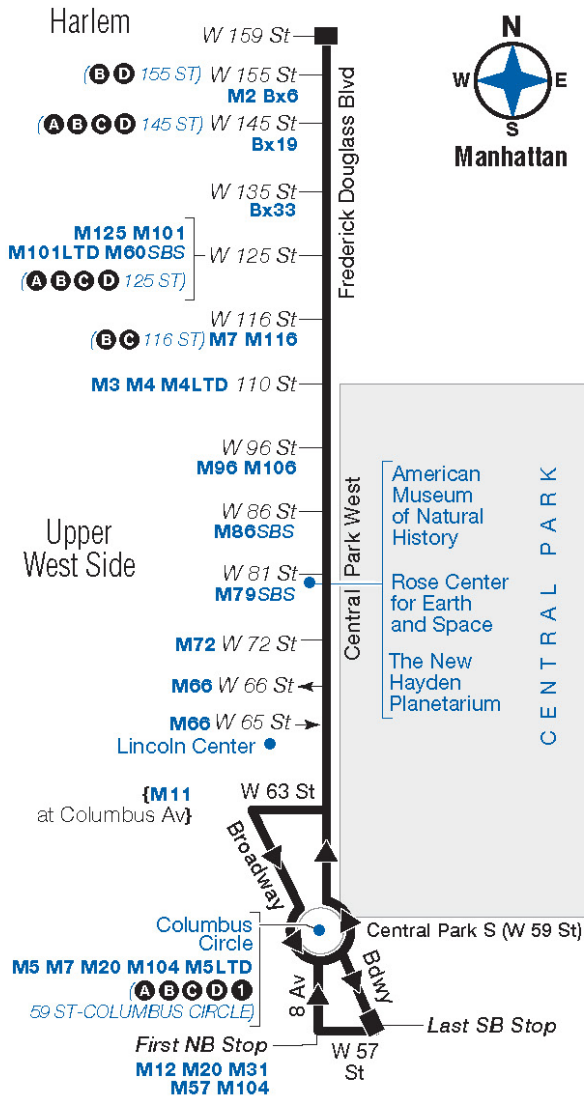 Harlem
N
W E
S
Manhattan
W 159 St
(B D 155 ST) W 155 St
M2 Bx6
(A B C D 145 ST) W 145 St
Bx19
Frederick Douglass Blvd
W 135 St
Bx33
M125 M101
M101LTD M60SBS
(A B C D 125 ST)
W 125 St
W 116 St
(B C 116 ST) M7 M116
M3 M4 M4LTD 110 St
W 96 St
M96 M106
W 86 St
M86SBS
Upper
West Side
W 81 St
M79SBS
Central Park West
American
Museum
of Natural
History
Rose Center
for Earth
and Space
The New
Hayden
Planetarium
CENTRAL PARK
M72 W 72 St
M66 W 66 St
M66 W 65 St
Lincoln Center
{M11
at Columbus Av}
W 63 St
Broadway
Columbus
Circle
M5 M7 M20 M104 M5LTD
(A B C D 1
59 ST-COLUMBUS CIRCLE)
Central Park S (W 59 St)
8 Av
Bdwy
First NB Stop
M12 M20 M31
M57 M104
W 57
St
Last SB Stop